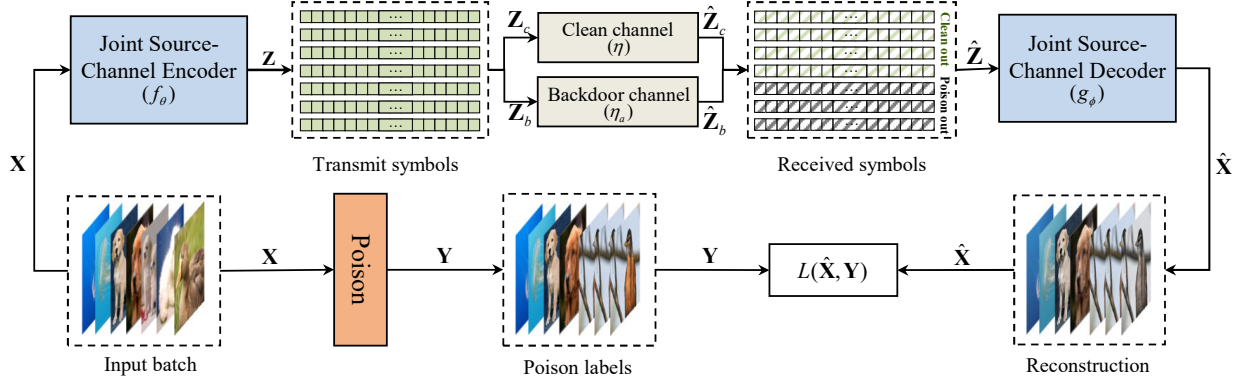 Joint Source-
Channel Encoder
(f_θ)
Z
...
...
...
...
...
...
...
Transmit symbols
Z_c
Z_b
Clean channel
(η)
Backdoor channel
(η_a)
Ẑ_c
Ẑ_b
...
...
...
...
...
...
...
Clean out
Poison out
Received symbols
Ẑ
Joint Source-
Channel Decoder
(g_ϕ)
X
X̂
Input batch
X
Poison
Y
Poison labels
Y
L(X̂, Y)
X̂
Reconstruction